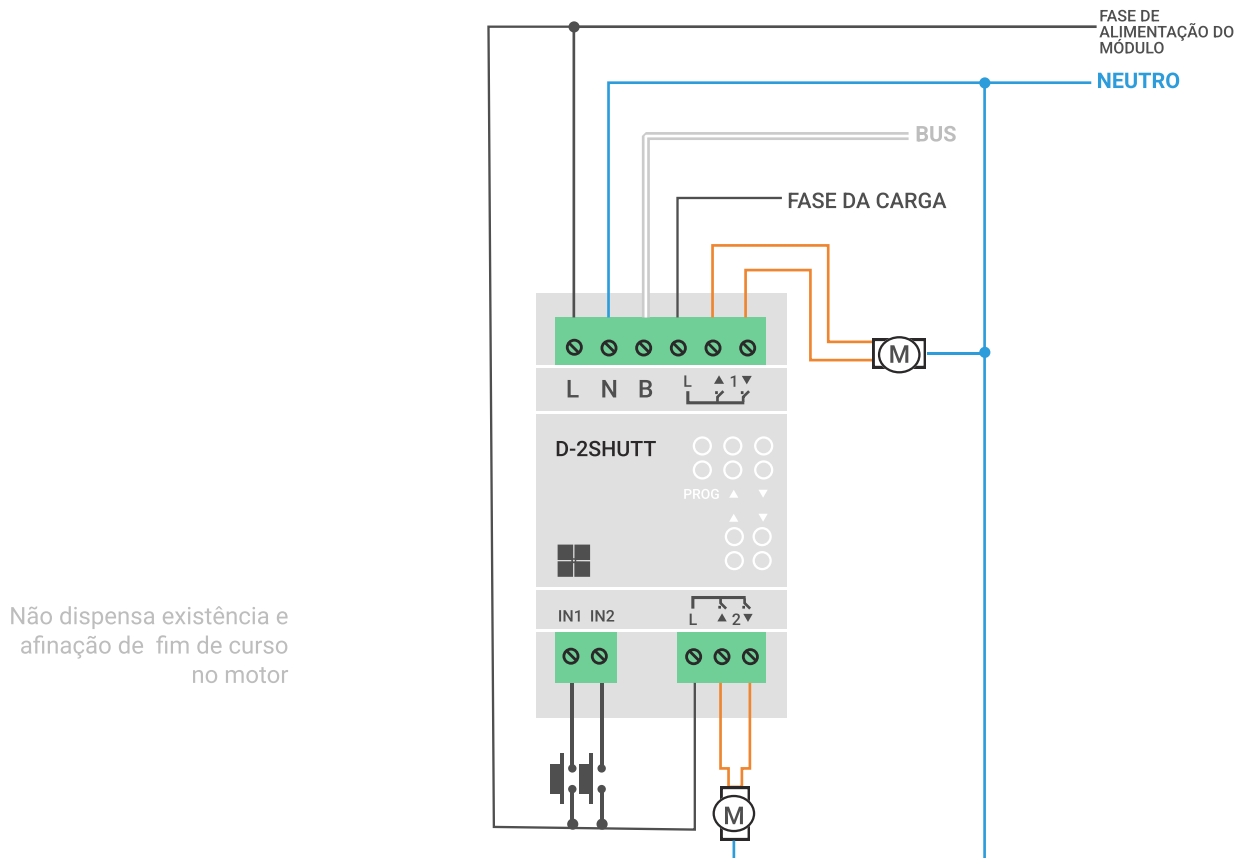 FASE DE
ALIMENTAÇÃO DO
MÓDULO
NEUTRO
BUS
FASE DA CARGA
M
L N B L ▲ 1 ▼
D-2SHUTT
PROG ▲ ▼
▲ ▼
Não dispensa existência e
afinação de fim de curso
no motor
IN1 IN2 L ▲ 2 ▼
M